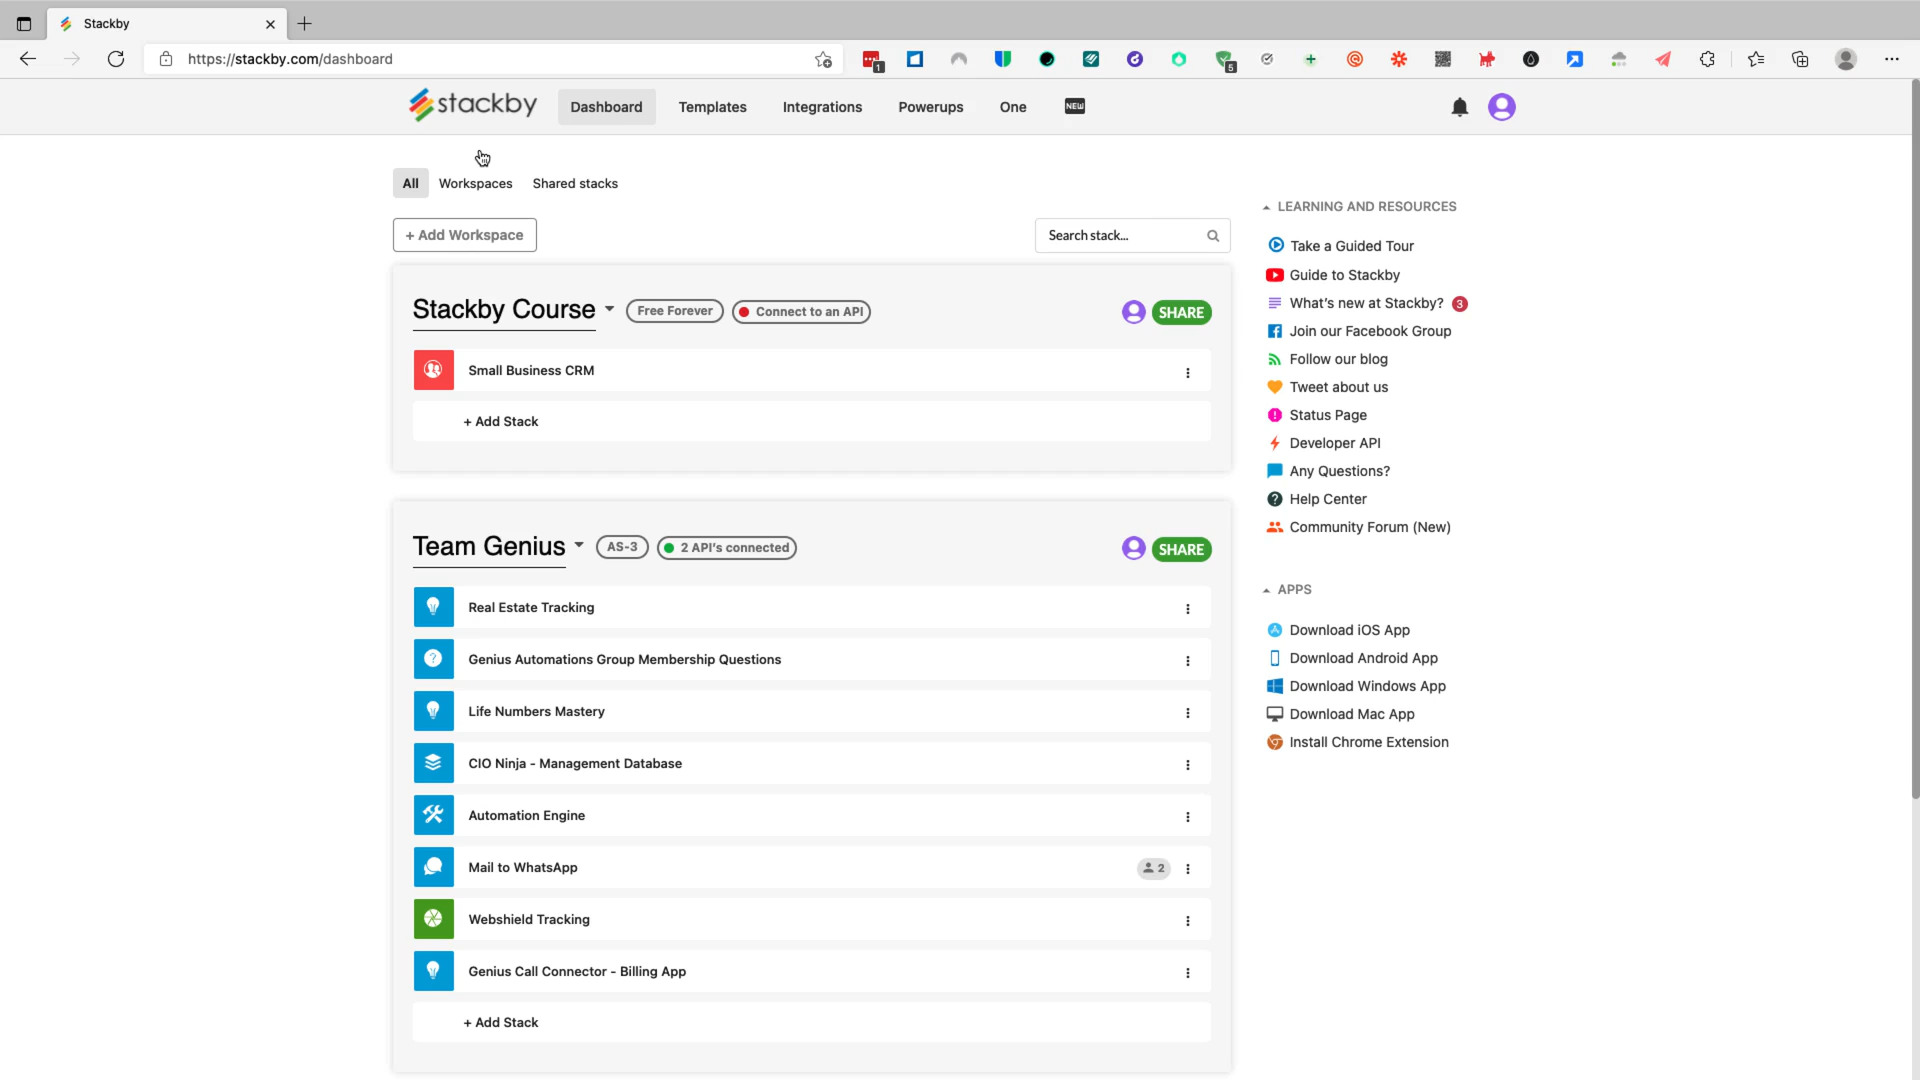 Stackby
https://stackby.com/dashboard
1
5
stackby
Dashboard
Templates
Integrations
Powerups
One
NEW
All
Workspaces
Shared stacks
+ Add Workspace
Search stack...
Stackby Course
Free Forever
Connect to an API
SHARE
Small Business CRM
+ Add Stack
Team Genius
AS-3
2 API's connected
SHARE
Real Estate Tracking
Genius Automations Group Membership Questions
Life Numbers Mastery
CIO Ninja - Management Database
Automation Engine
Mail to WhatsApp
2
Webshield Tracking
Genius Call Connector - Billing App
+ Add Stack
LEARNING AND RESOURCES
Take a Guided Tour
Guide to Stackby
What's new at Stackby? 3
Join our Facebook Group
Follow our blog
Tweet about us
Status Page
Developer API
Any Questions?
Help Center
Community Forum (New)
APPS
Download iOS App
Download Android App
Download Windows App
Download Mac App
Install Chrome Extension